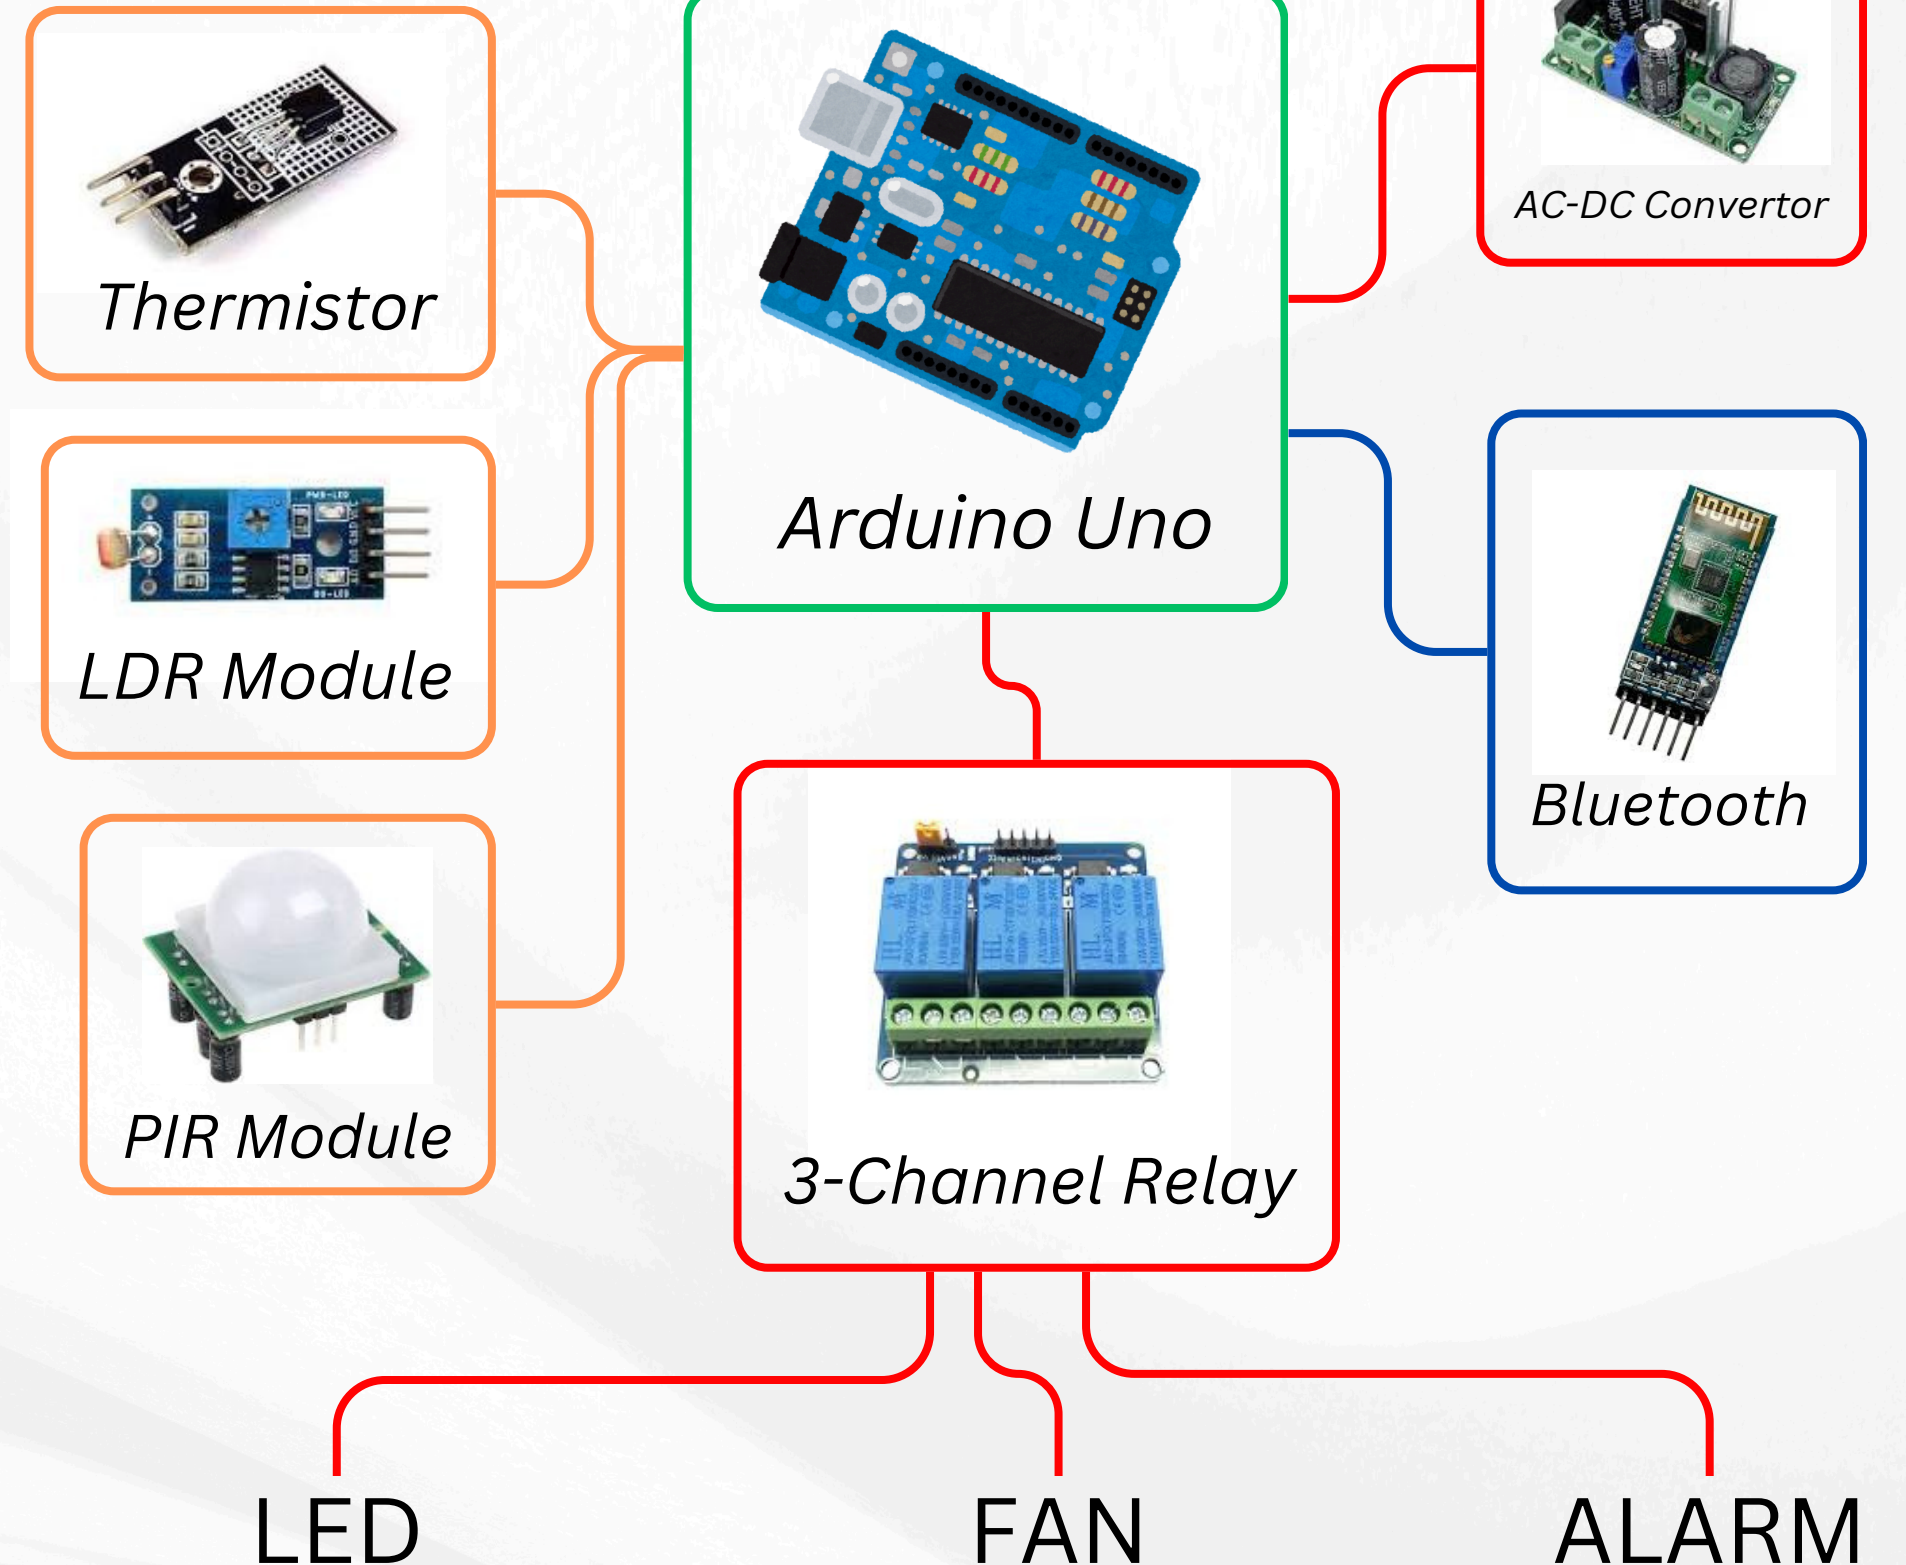 AC-DC Convertor
Thermistor
Arduino Uno
LDR Module
Bluetooth
PIR Module
3-Channel Relay
LED
FAN
ALARM